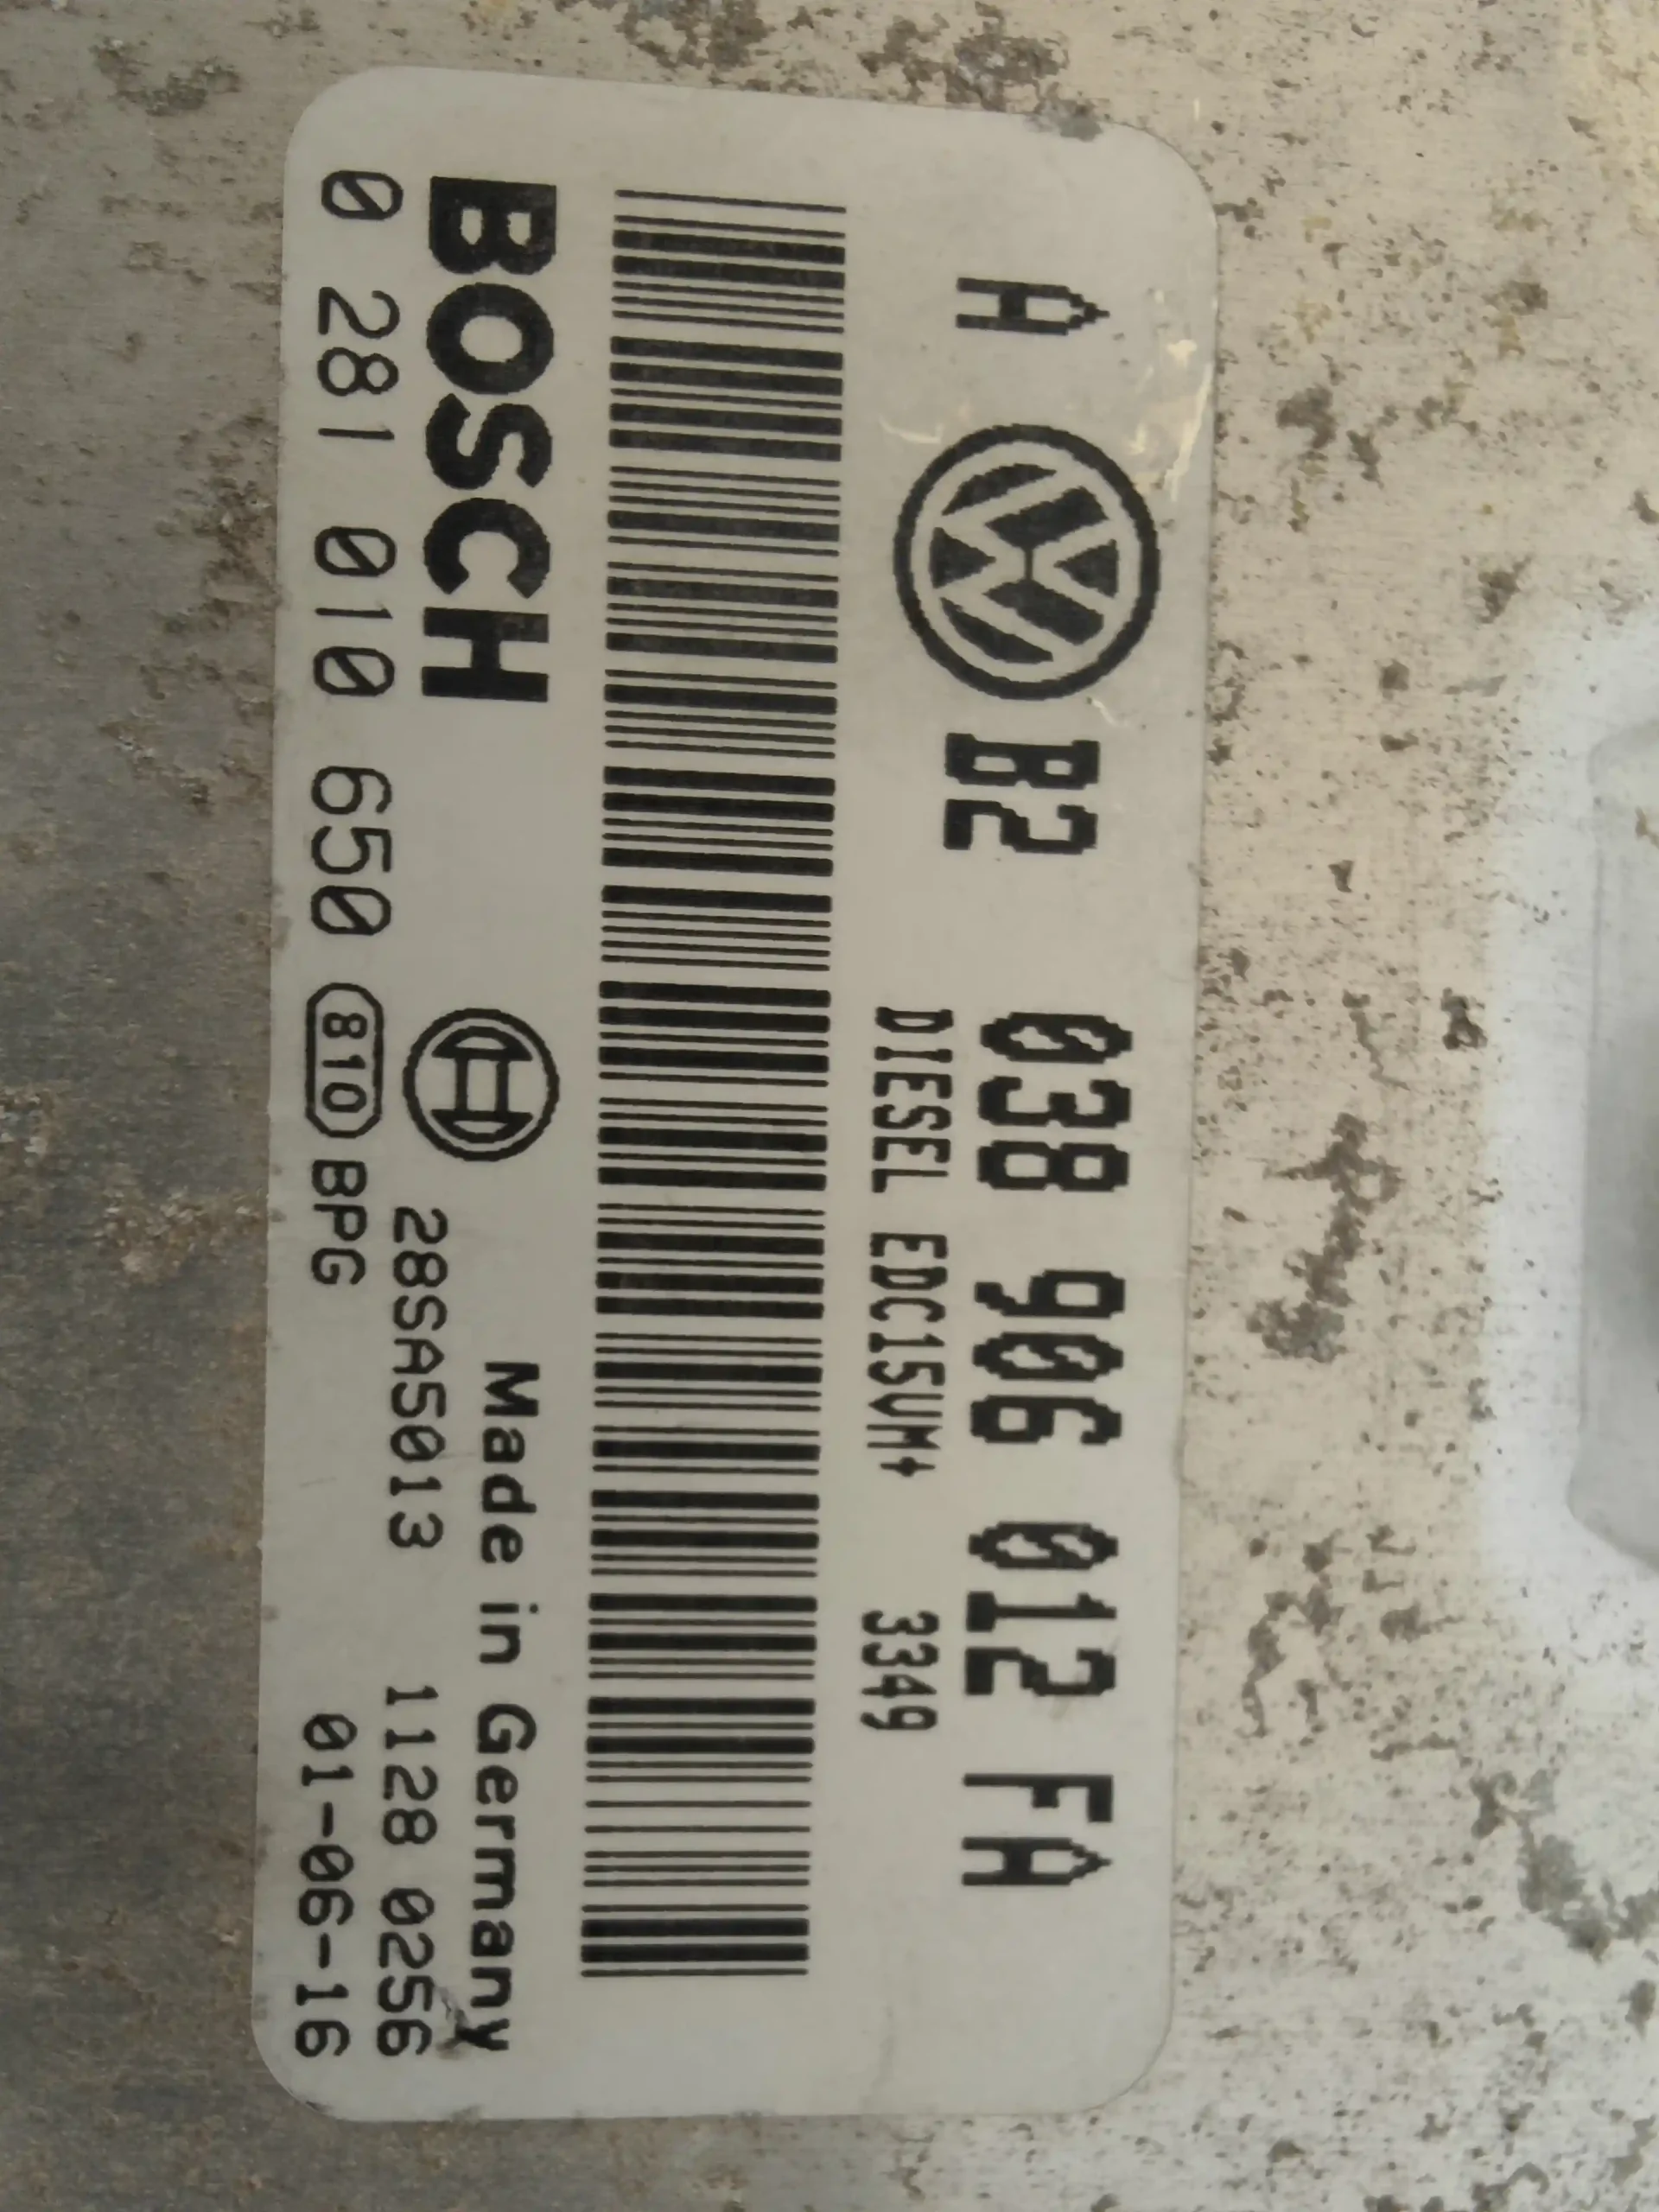 A B2 038 906 012 FA
DIESEL EDC15VM+ 3349
BOSCH Made in Germany
28SA5013 1128 0256
0 281 010 650 810 BPG 01-06-16